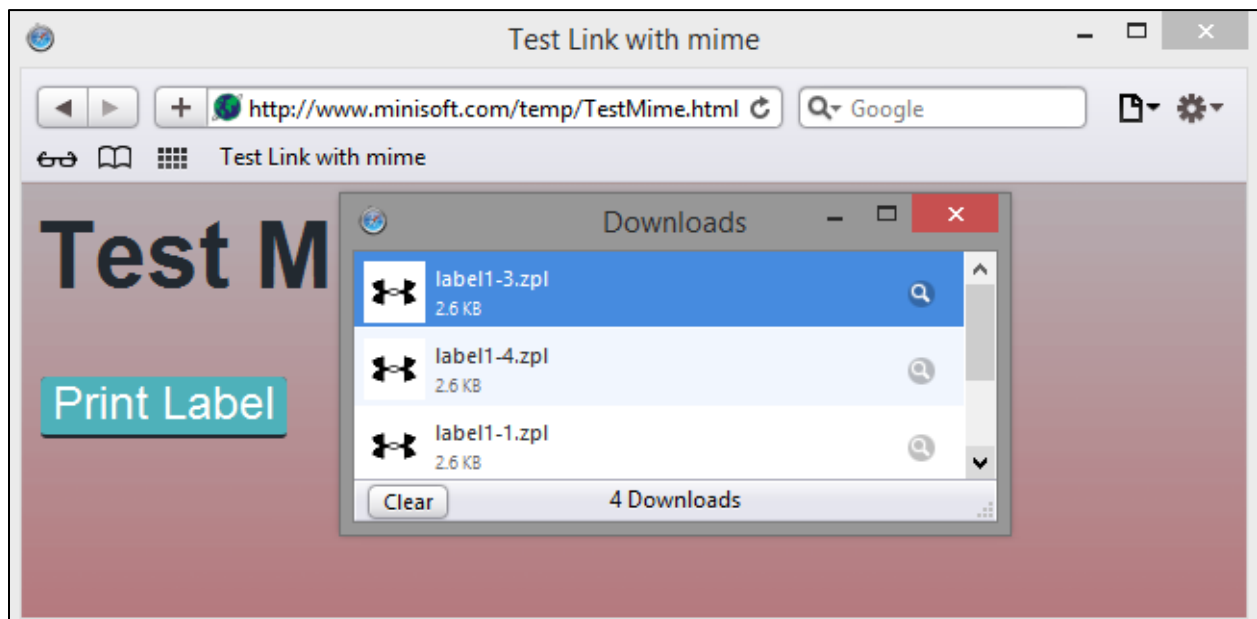 Test Link with mime
http://www.minisoft.com/temp/TestMime.html
Google
Test Link with mime
Test M
Downloads
label1-3.zpl
2.6 KB
label1-4.zpl
2.6 KB
Print Label
label1-1.zpl
2.6 KB
Clear
4 Downloads